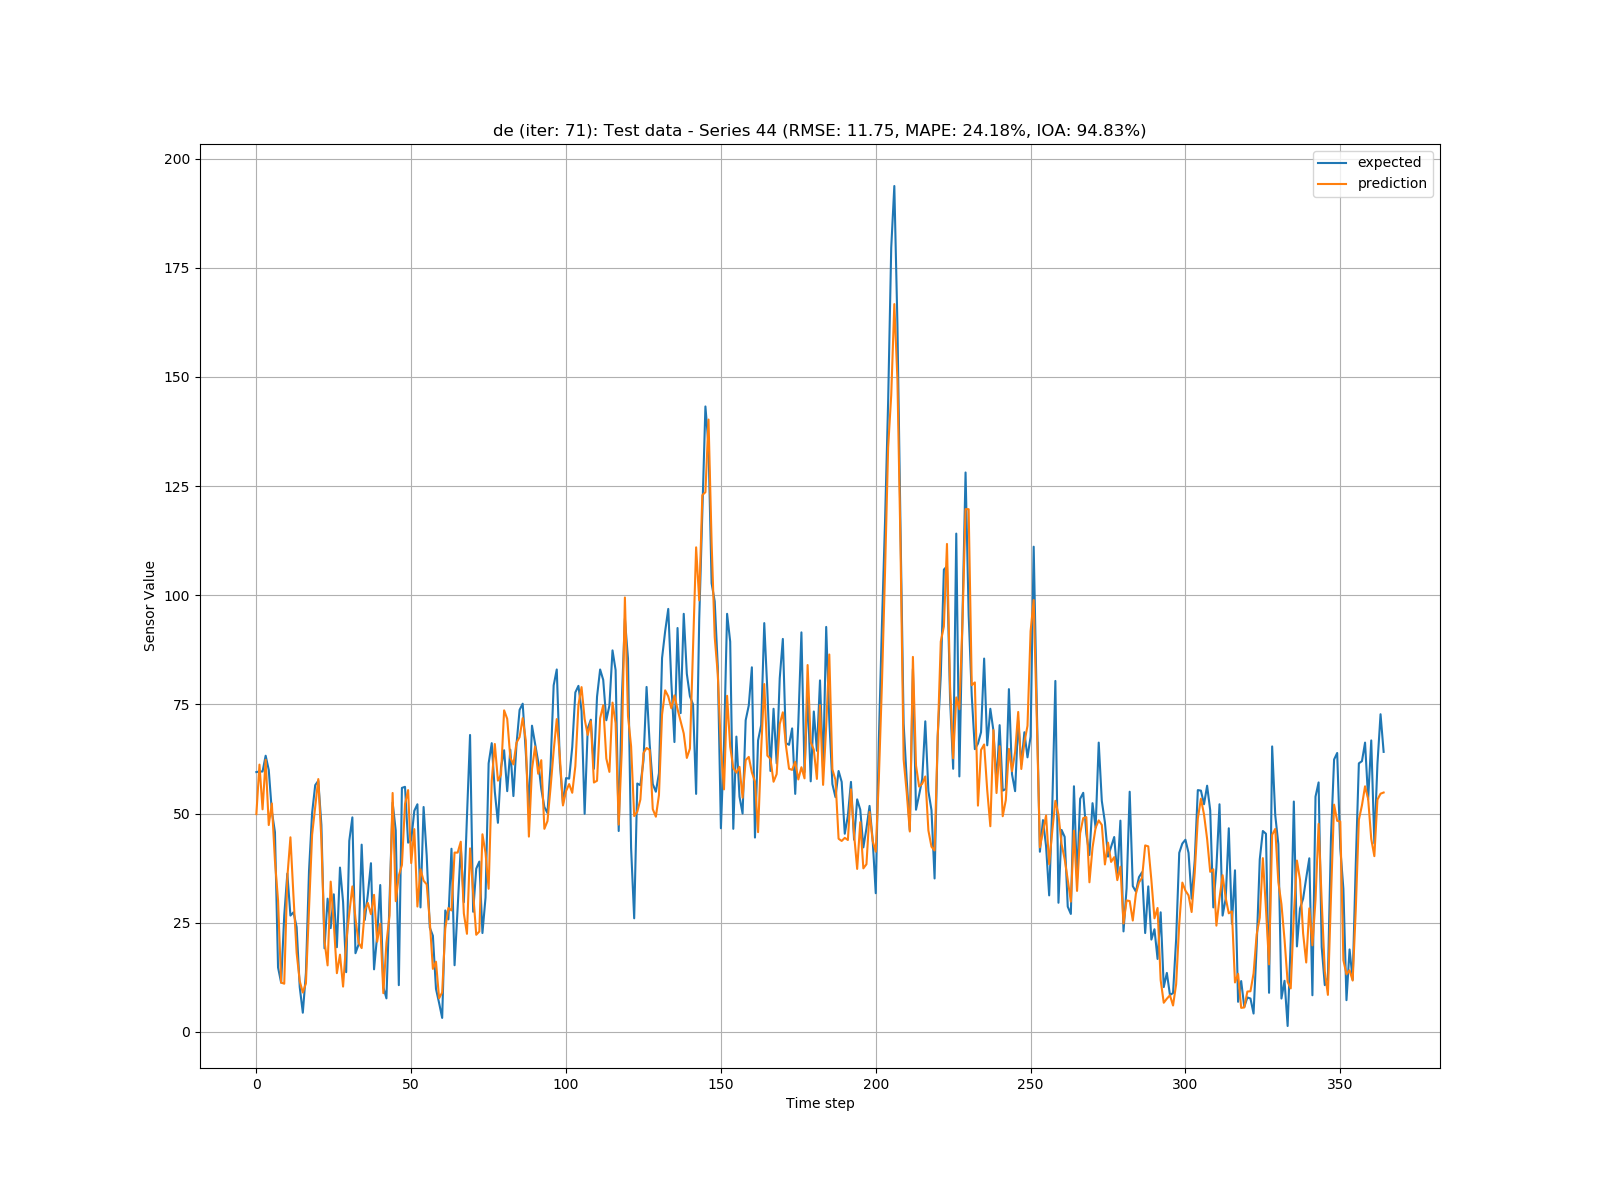 de (iter: 71): Test data - Series 44 (RMSE: 11.75, MAPE: 24.18%, IOA: 94.83%)
expected
prediction
200
175
150
125
100
75
50
25
0
Sensor Value
0 50 100 150 200 250 300 350
Time step